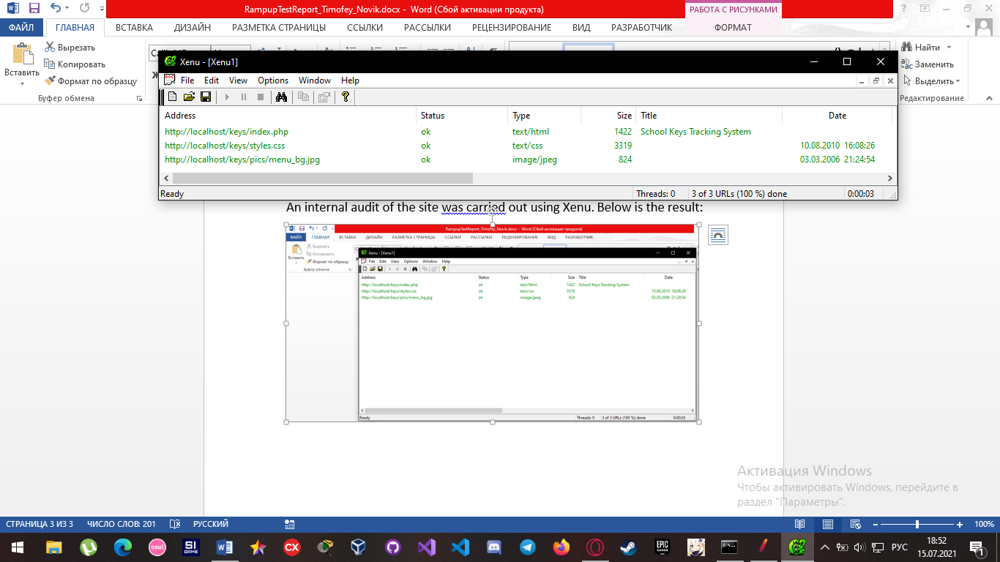 RampupTestReport_Timofey_Novik.docx - Word (Сбой активации продукта)
РАБОТА С РИСУНКАМИ
ФАЙЛ ГЛАВНАЯ ВСТАВКА ДИЗАЙН РАЗМЕТКА СТРАНИЦЫ ССЫЛКИ РАССЫЛКИ РЕЦЕНЗИРОВАНИЕ ВИД РАЗРАБОТЧИК ФОРМАТ
Вставить
Вырезать
Копировать
Формат по образцу
Буфер обмена
Ж
Найти
Заменить
Выделить
Редактирование
Xenu - [Xenu1]
File Edit View Options Window Help
Address Status Type Size Title Date
http://localhost/keys/index.php ok text/html 1422 School Keys Tracking System
http://localhost/keys/styles.css ok text/css 3319 10.08.2010 16:08:26
http://localhost/keys/pics/menu_bg.jpg ok image/jpeg 824 03.03.2006 21:24:54
Ready Threads: 0 3 of 3 URLs (100 %) done 0:00:03
An internal audit of the site was carried out using Xenu. Below is the result:
RampupTestReport_Timofey_Novik.docx - Word (Сбой активации продукта)
ФАЙЛ ГЛАВНАЯ ВСТАВКА ДИЗАЙН РАЗМЕТКА СТРАНИЦЫ ССЫЛКИ РАССЫЛКИ РЕЦЕНЗИРОВАНИЕ ВИД РАЗРАБОТЧИК
Вставить
Вырезать
Копировать
Формат по образцу
Буфер обмена
Xenu - [Xenu1]
File Edit View Options Window Help
Address Status Type Size Title Date
http://localhost/keys/index.php ok text/html 1422 School Keys Tracking System
http://localhost/keys/styles.css ok text/css 3319 10.08.2010 16:08:26
http://localhost/keys/pics/menu_bg.jpg ok image/jpeg 824 03.03.2006 21:24:54
Ready Threads: 0 3 of 3 URLs (100 %) done 0:00:03
Активация Windows
Чтобы активировать Windows, перейдите в
раздел "Параметры".
СТРАНИЦА 3 ИЗ 3 ЧИСЛО СЛОВ: 201 РУССКИЙ 100%
osu!
SI
GAME
CX
EPIC
GAMES
РУС
18:52
15.07.2021
1